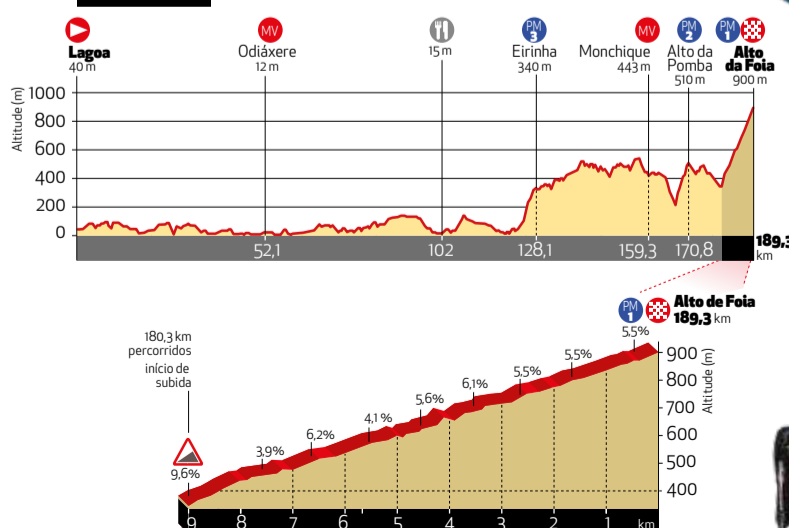 MV
MV
PM
3
PM
2
PM
1
Lagoa
40 m
Odiáxere
12 m
15 m
Eirinha
340 m
Monchique
443 m
Alto da
Pomba
510 m
Alto
da Foia
900 m
Altitude (m)
1000
800
600
400
200
0
52,1
102
128,1
159,3
170,8
189,3
km
PM
1
Alto de Foia
189,3 km
180,3 km
percorridos
início de
subida
9,6%
3.9%
6,2%
4,1 %
5,6%
6,1%
5,5%
5,5%
5,5%
900
800
700
600
500
400
Altitude (m)
9
8
7
6
5
4
3
2
1
km